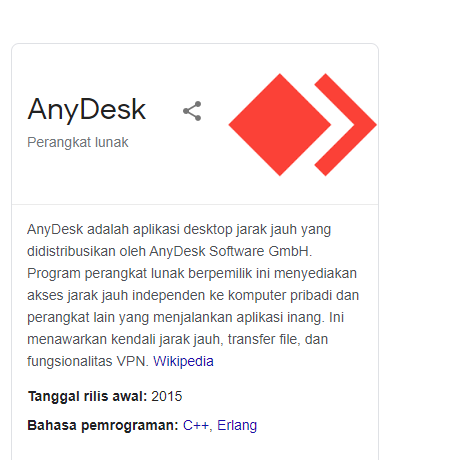 AnyDesk
Perangkat lunak
AnyDesk adalah aplikasi desktop jarak jauh yang
didistribusikan oleh AnyDesk Software GmbH.
Program perangkat lunak berpemilik ini menyediakan
akses jarak jauh independen ke komputer pribadi dan
perangkat lain yang menjalankan aplikasi inang. Ini
menawarkan kendali jarak jauh, transfer file, dan
fungsionalitas VPN. Wikipedia
Tanggal rilis awal: 2015
Bahasa pemrograman: C++, Erlang